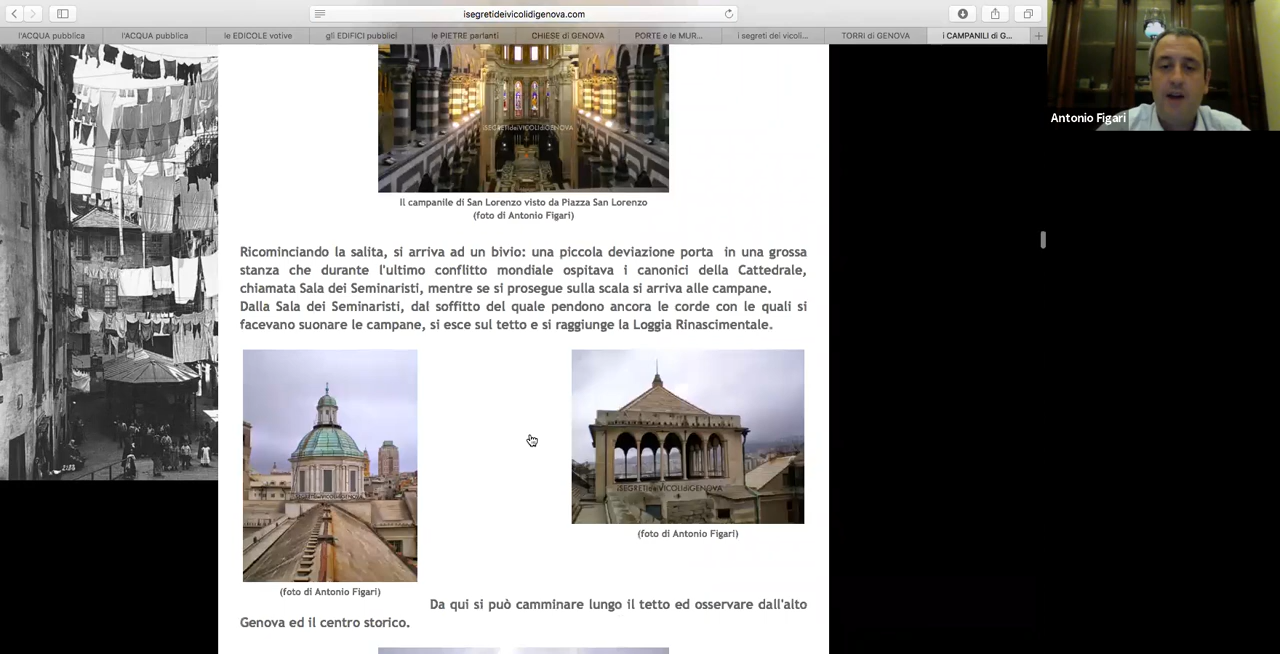 isegretideivicolidigenova.com
l'ACQUA pubblica
l'ACQUA pubblica
le EDICOLE votive
gli EDIFICI pubblici
le PIETRE parlanti
CHIESE di GENOVA
PORTE e le MUR...
i segreti dei vicoli...
TORRI di GENOVA
i CAMPANILI di G...
Antonio Figari
iSEGRETIdeiVICOLIdiGENOVA
Il campanile di San Lorenzo visto da Piazza San Lorenzo
(foto di Antonio Figari)
Ricominciando la salita, si arriva ad un bivio: una piccola deviazione porta in una grossa
stanza che durante l'ultimo conflitto mondiale ospitava i canonici della Cattedrale,
chiamata Sala dei Seminaristi, mentre se si prosegue sulla scala si arriva alle campane.
Dalla Sala dei Seminaristi, dal soffitto del quale pendono ancora le corde con le quali si
facevano suonare le campane, si esce sul tetto e si raggiunge la Loggia Rinascimentale.
iSEGRETIdeiVICOLIdiGENOVA
iSEGRETIdeiVICOLIdiGENOVA
(foto di Antonio Figari)
(foto di Antonio Figari)
Da qui si può camminare lungo il tetto ed osservare dall'alto
Genova ed il centro storico.